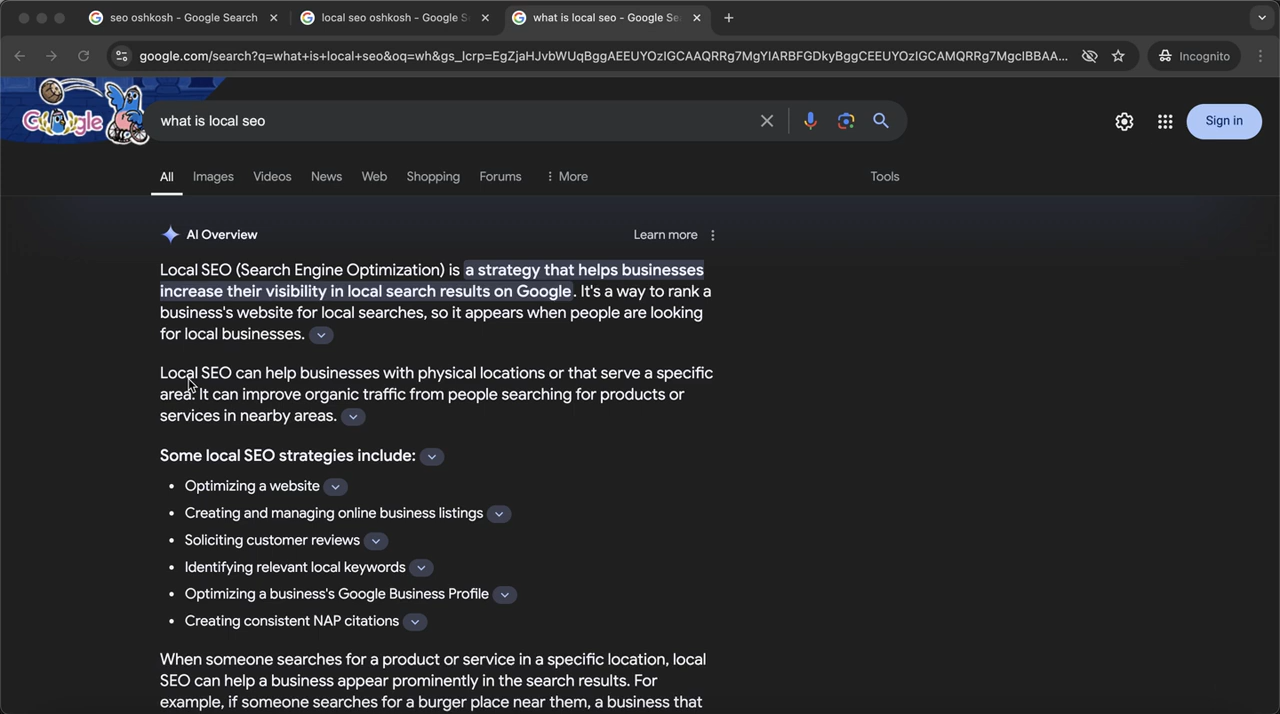 seo oshkosh - Google Search
local seo oshkosh - Google S
what is local seo - Google Se
google.com/search?q=what+is+local+seo&oq=wh&gs_lcrp=EgZjaHJvbWUqBggAEEUYOzIGCAAQRRg7MgYIARBFGDkyBggCEEUYOzIGCAMQRRg7MgcIBBAA...
Incognito
Google
what is local seo
Sign in
All Images Videos News Web Shopping Forums More Tools
AI Overview
Learn more
Local SEO (Search Engine Optimization) is a strategy that helps businesses
increase their visibility in local search results on Google. It's a way to rank a
business's website for local searches, so it appears when people are looking
for local businesses.
Local SEO can help businesses with physical locations or that serve a specific
area. It can improve organic traffic from people searching for products or
services in nearby areas.
Some local SEO strategies include:
• Optimizing a website
• Creating and managing online business listings
• Soliciting customer reviews
• Identifying relevant local keywords
• Optimizing a business's Google Business Profile
• Creating consistent NAP citations
When someone searches for a product or service in a specific location, local
SEO can help a business appear prominently in the search results. For
example, if someone searches for a burger place near them, a business that